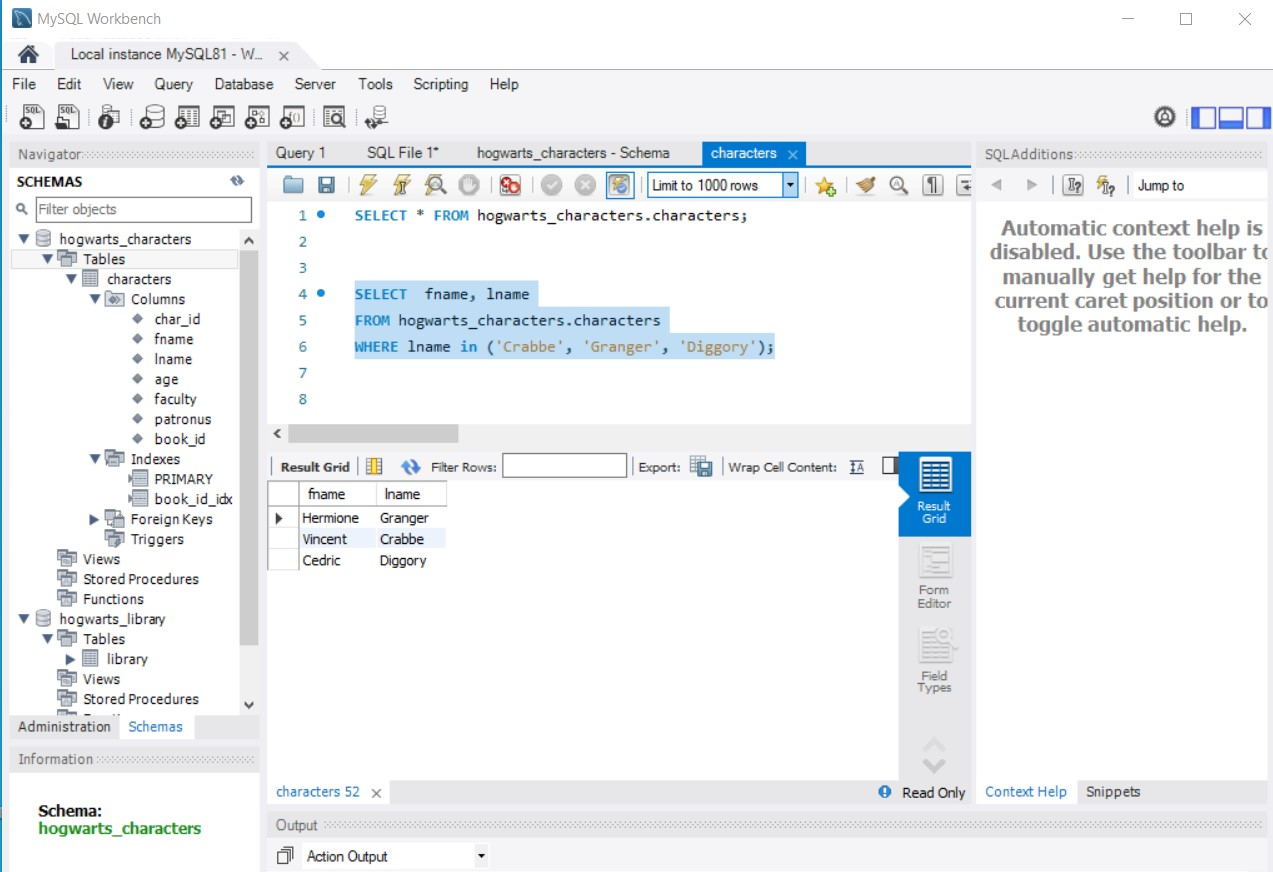 MySQL Workbench
Local instance MySQL81 - W...
File Edit View Query Database Server Tools Scripting Help
Navigator
SCHEMAS
Filter objects
hogwarts_characters
Tables
characters
Columns
char_id
fname
lname
age
faculty
patronus
book_id
Indexes
PRIMARY
book_id_idx
Foreign Keys
Triggers
Views
Stored Procedures
Functions
hogwarts_library
Tables
library
Views
Stored Procedures
Administration Schemas
Information
Schema:
hogwarts_characters
Query 1 SQL File 1* hogwarts_characters - Schema characters
Limit to 1000 rows
1 SELECT * FROM hogwarts_characters.characters;
2
3
4 SELECT fname, lname
5 FROM hogwarts_characters.characters
6 WHERE lname in ('Crabbe', 'Granger', 'Diggory');
7
8
Result Grid Filter Rows: Export: Wrap Cell Content: IA
fname lname
Hermione Granger
Vincent Crabbe
Cedric Diggory
Result
Grid
Form
Editor
Field
Types
characters 52
Read Only
Output
Action Output
SQLAdditions
Jump to
Automatic context help is
disabled. Use the toolbar to
manually get help for the
current caret position or to
toggle automatic help.
Context Help Snippets